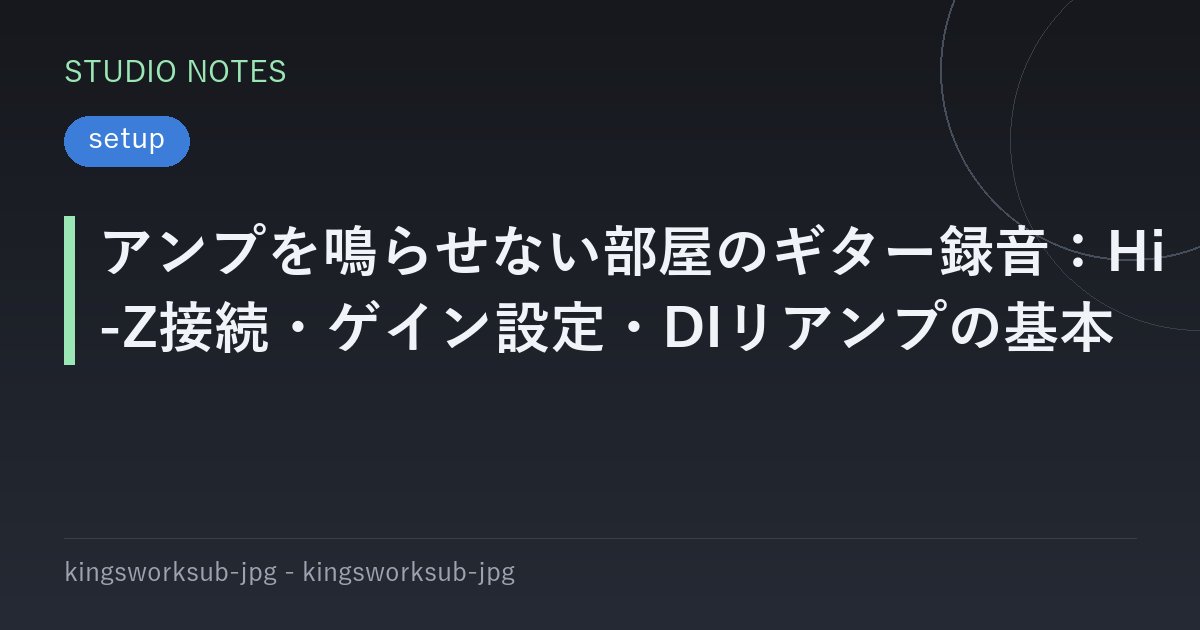 STUDIO NOTES
setup
アンプを鳴らせない部屋のギター録音：Hi
-Z接続・ゲイン設定・DIリアンプの基本
kingsworksub-jpg - kingsworksub-jpg